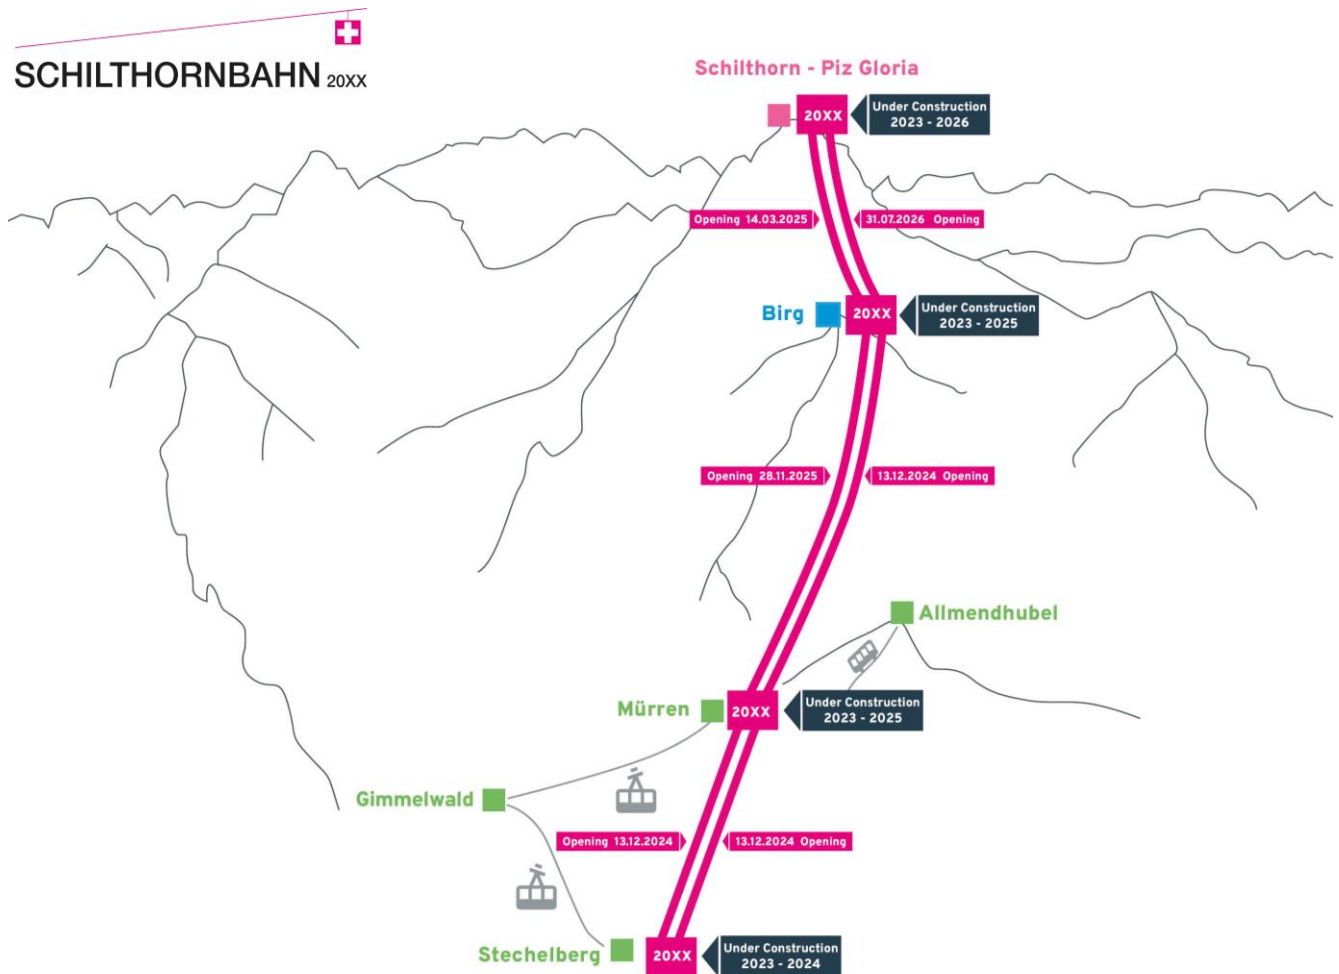 SCHILTHORNBAHN 20XX
Schilthorn - Piz Gloria
20XX
Under Construction
2023 - 2026
Opening 14.03.2025
31.07.2026 Opening
Birg
20XX
Under Construction
2023 - 2025
Opening 28.11.2025
13.12.2024 Opening
Allmendhubel
Mürren
20XX
Under Construction
2023 - 2025
Gimmelwald
Opening 13.12.2024
13.12.2024 Opening
Stechelberg
20XX
Under Construction
2023 - 2024